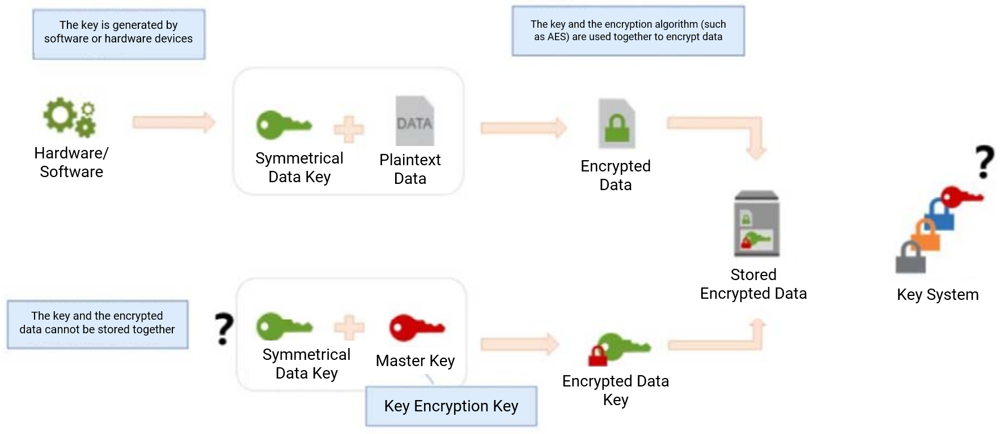 The key is generated by
software or hardware devices
The key and the encryption algorithm (such
as AES) are used together to encrypt data
Hardware/
Software
Symmetrical
Data Key
DATA
Plaintext
Data
Encrypted
Data
?
Stored
Encrypted Data
Key System
The key and the encrypted
data cannot be stored together
?
Symmetrical
Data Key
Master Key
Key Encryption Key
Encrypted Data
Key